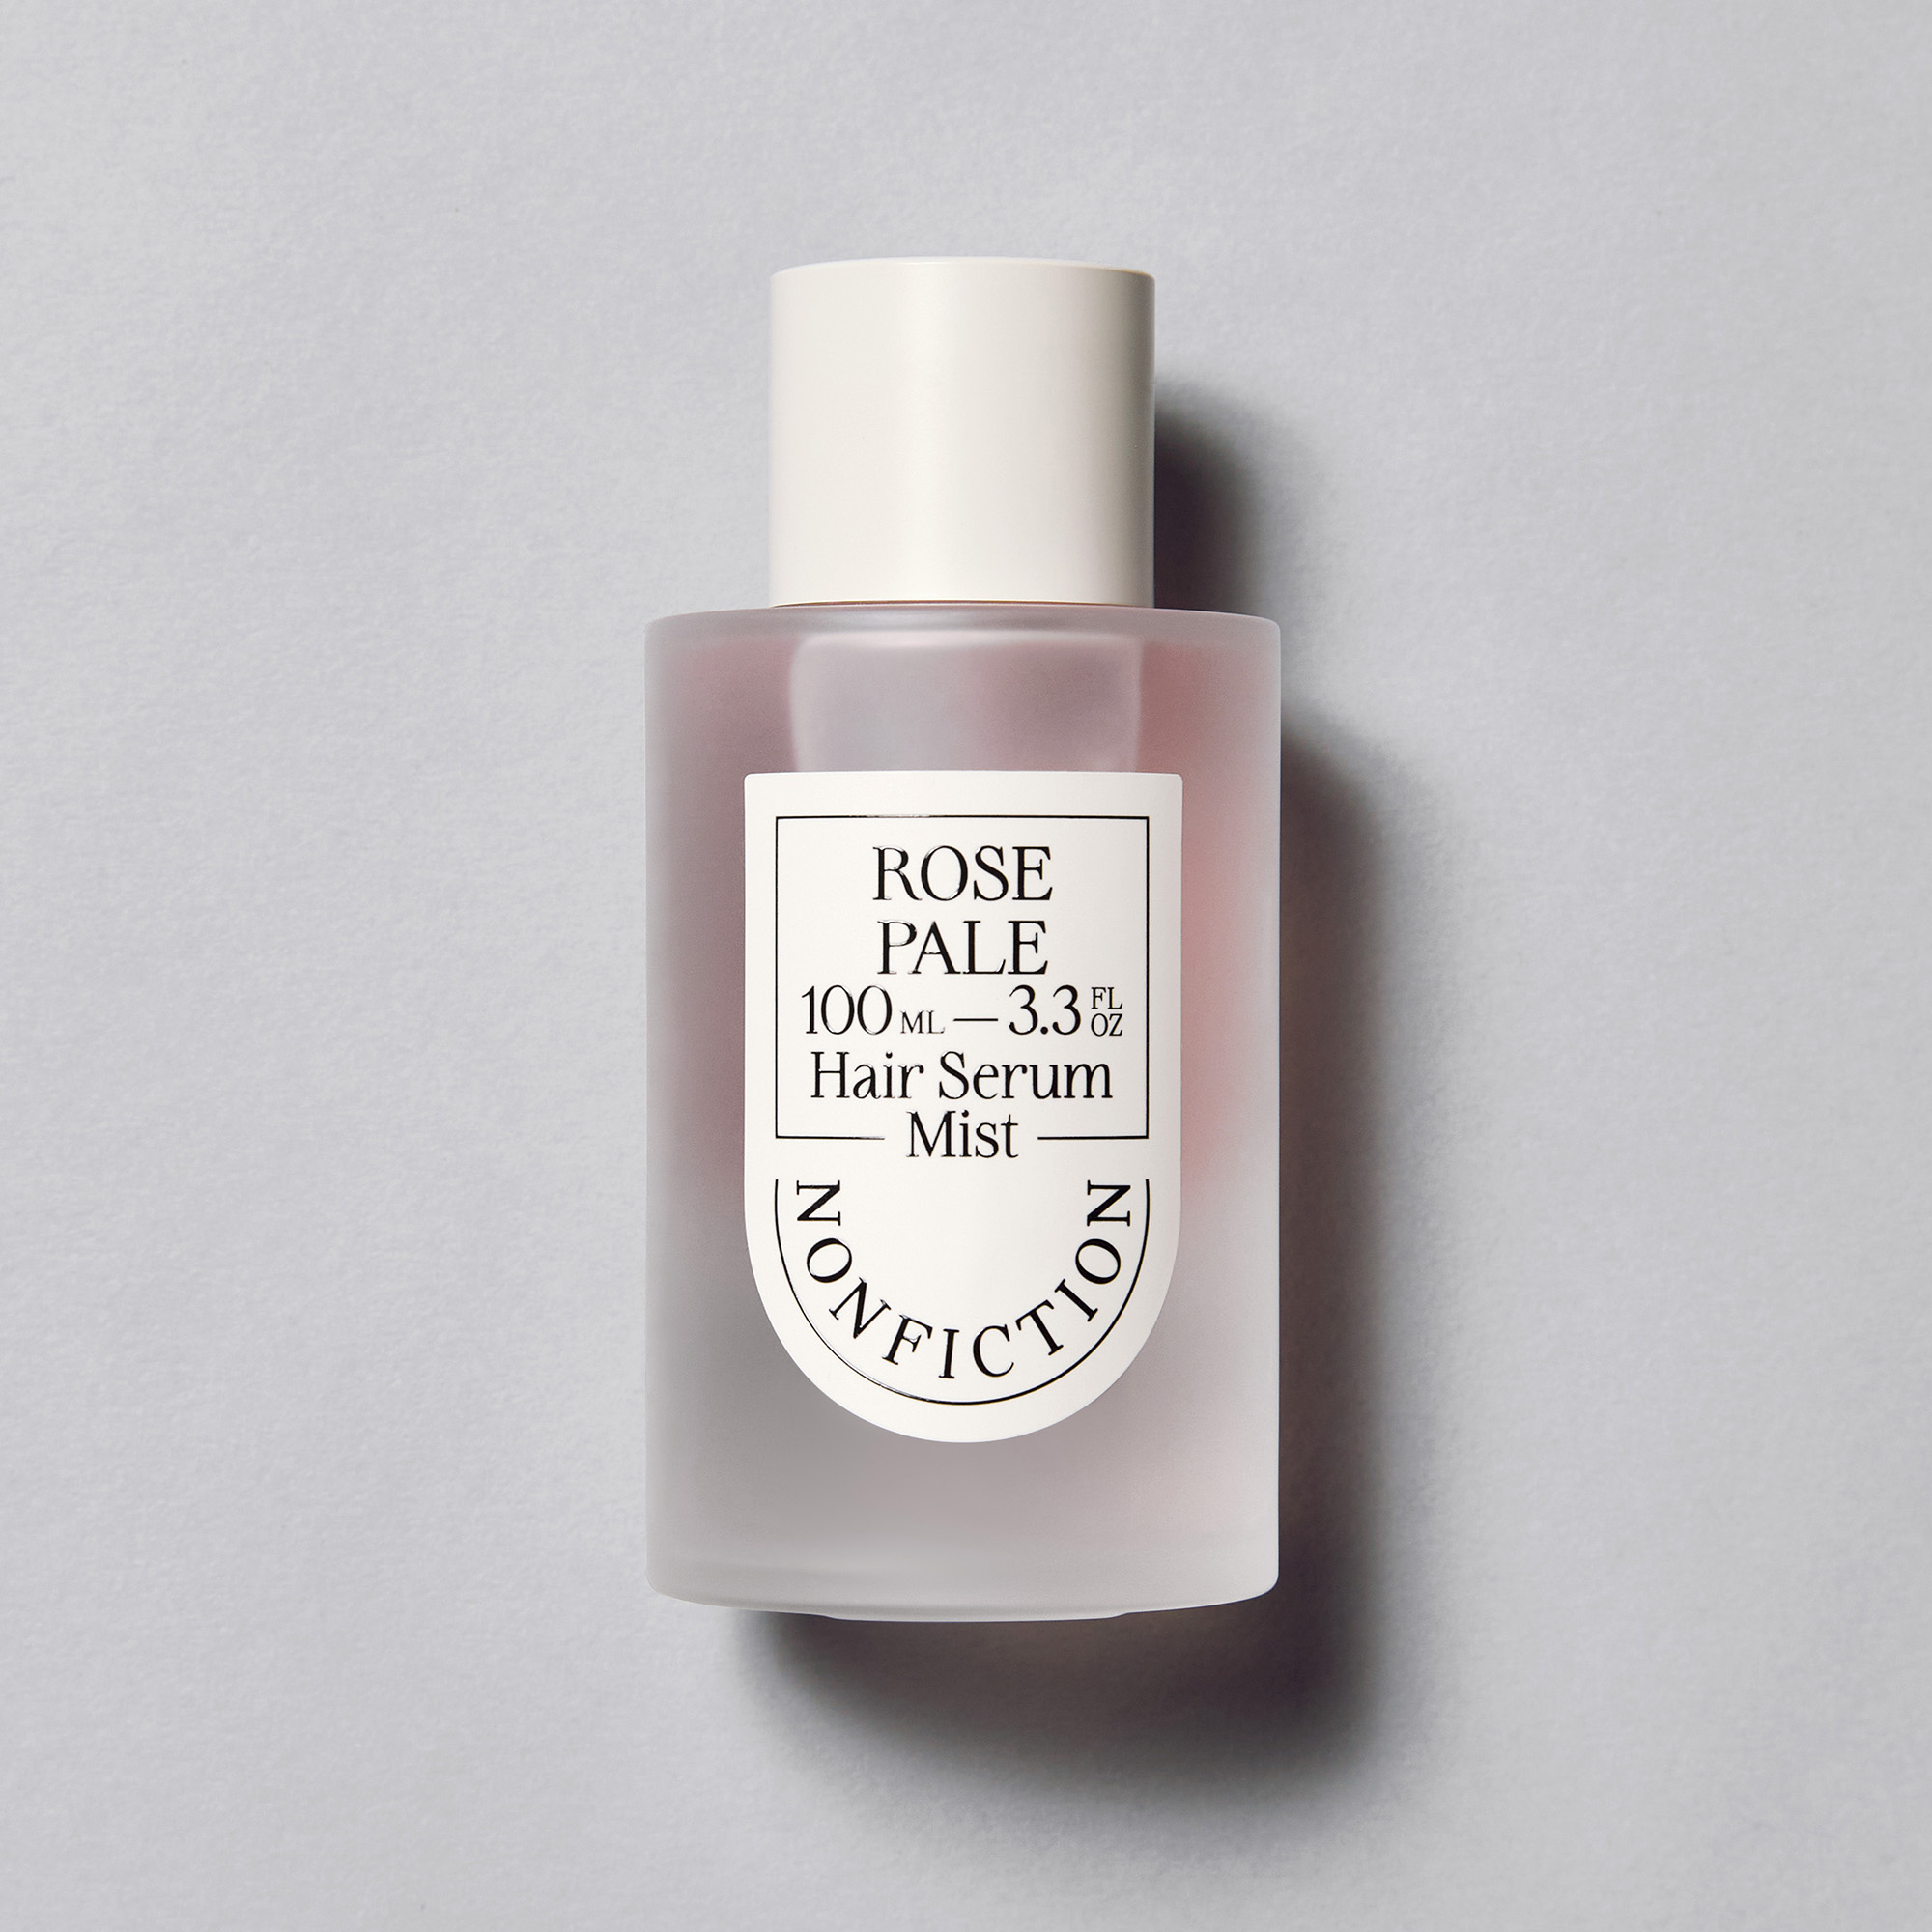 ROSE
PALE
100 ML — 3.3 FL OZ
Hair Serum
Mist
NONFICTION